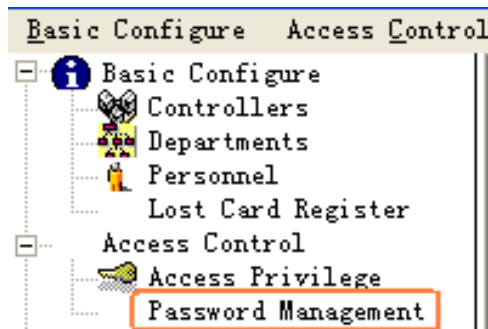 Basic Configure Access Control
Basic Configure
Controllers
Departments
Personnel
Lost Card Register
Access Control
Access Privilege
Password Management